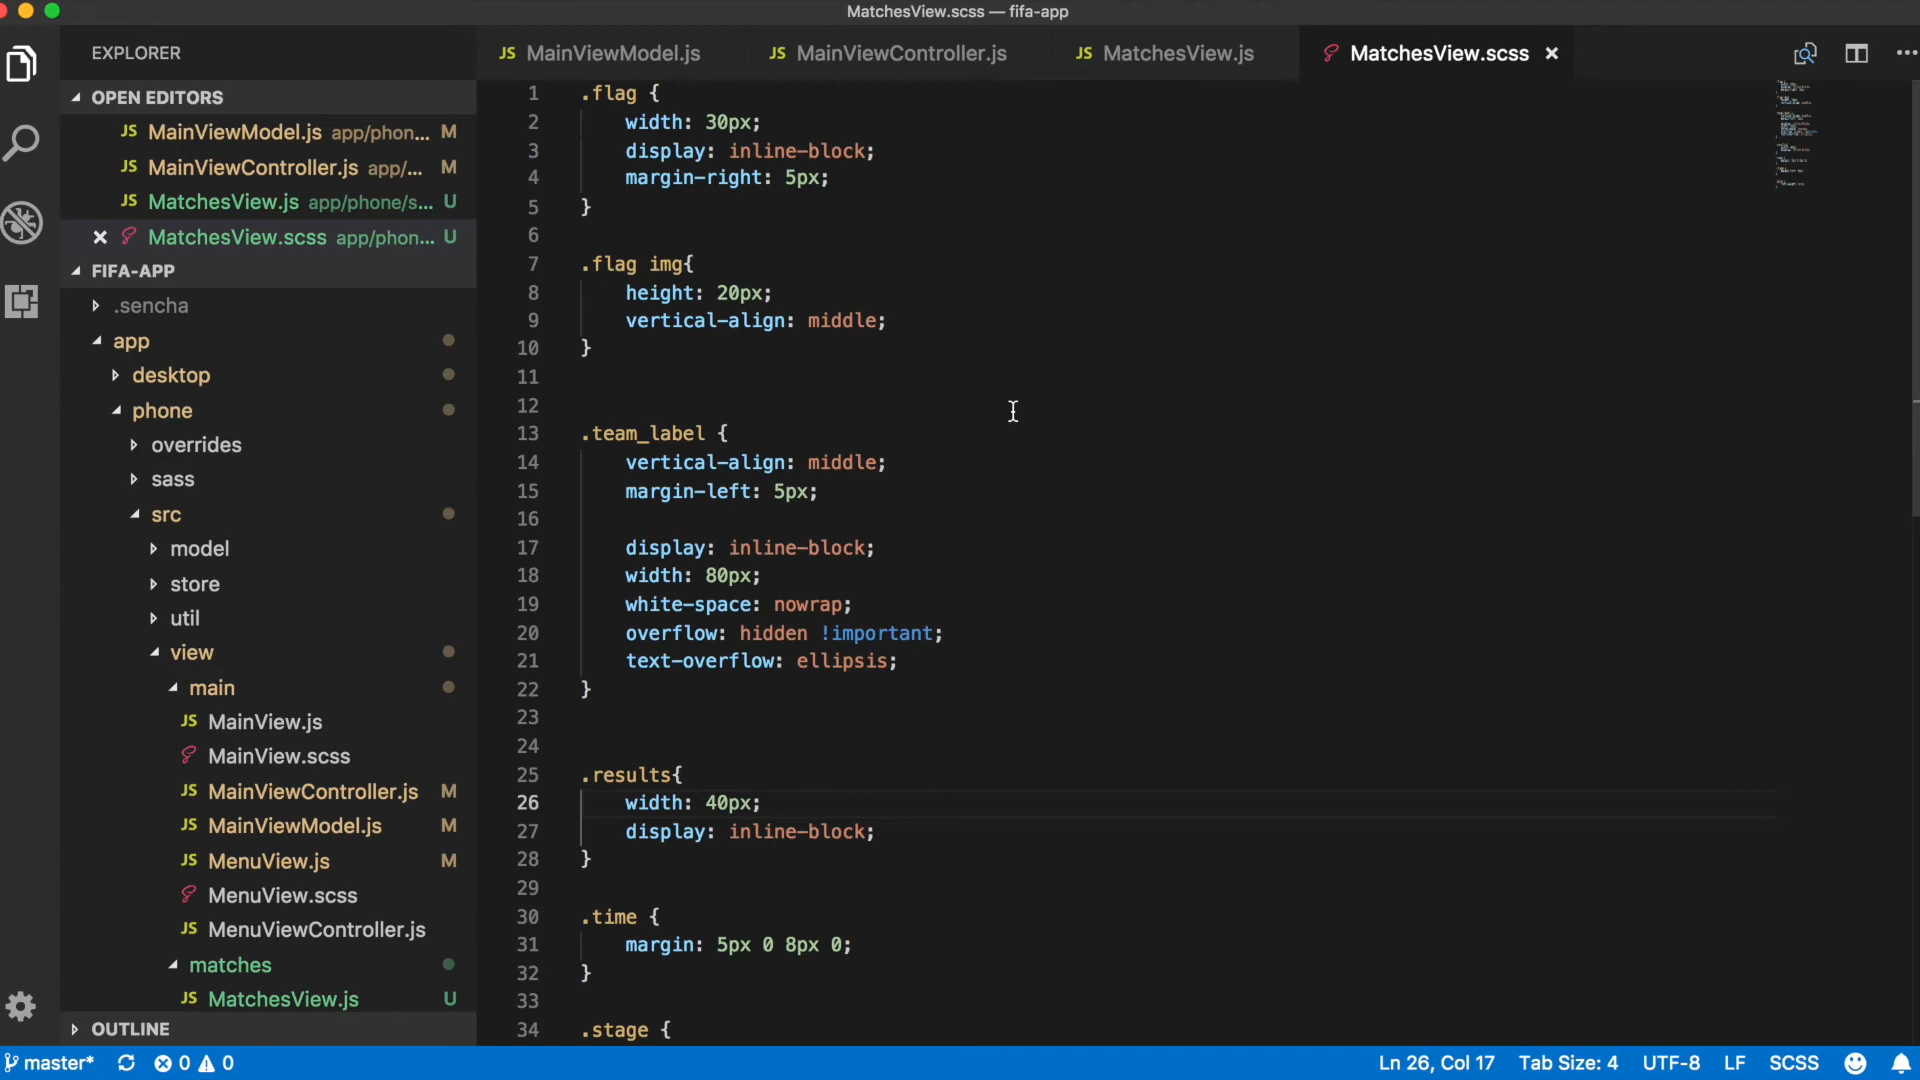 MatchesView.scss — fifa-app
EXPLORER
OPEN EDITORS
JS MainViewModel.js app/phon... M
JS MainViewController.js app/... M
JS MatchesView.js app/phone/s... U
MatchesView.scss app/phon... U
FIFA-APP
.sencha
app
desktop
phone
overrides
sass
src
model
store
util
view
main
JS MainView.js
MainView.scss
JS MainViewController.js M
JS MainViewModel.js M
JS MenuView.js M
MenuView.scss
JS MenuViewController.js
matches
JS MatchesView.js U
OUTLINE
JS MainViewModel.js JS MainViewController.js JS MatchesView.js MatchesView.scss
1 .flag {
2 width: 30px;
3 display: inline-block;
4 margin-right: 5px;
5 }
6
7 .flag img{
8 height: 20px;
9 vertical-align: middle;
10 }
11
12
13 .team_label {
14 vertical-align: middle;
15 margin-left: 5px;
16
17 display: inline-block;
18 width: 80px;
19 white-space: nowrap;
20 overflow: hidden !important;
21 text-overflow: ellipsis;
22 }
23
24
25 .results{
26 width: 40px;
27 display: inline-block;
28 }
29
30 .time {
31 margin: 5px 0 8px 0;
32 }
33
34 .stage {
master* 0 0 Ln 26, Col 17 Tab Size: 4 UTF-8 LF SCSS